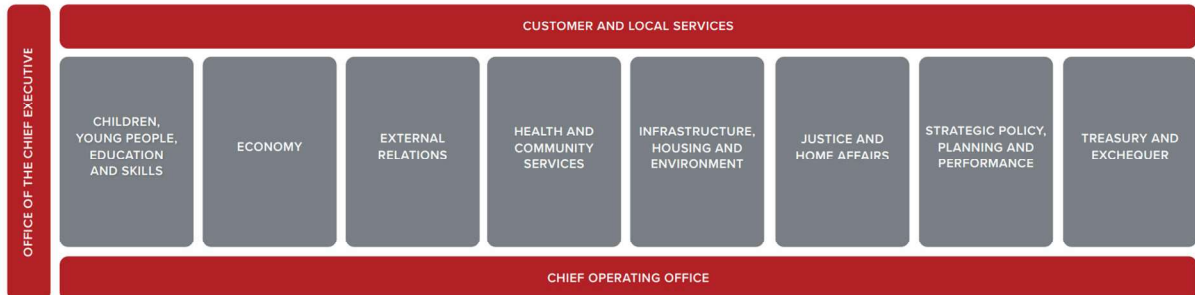 OFFICE OF THE CHIEF EXECUTIVE
CUSTOMER AND LOCAL SERVICES
CHILDREN,
YOUNG PEOPLE,
EDUCATION
AND SKILLS
ECONOMY
EXTERNAL
RELATIONS
HEALTH AND
COMMUNITY
SERVICES
INFRASTRUCTURE,
HOUSING AND
ENVIRONMENT
JUSTICE AND
HOME AFFAIRS
STRATEGIC POLICY,
PLANNING AND
PERFORMANCE
TREASURY AND
EXCHEQUER
CHIEF OPERATING OFFICE